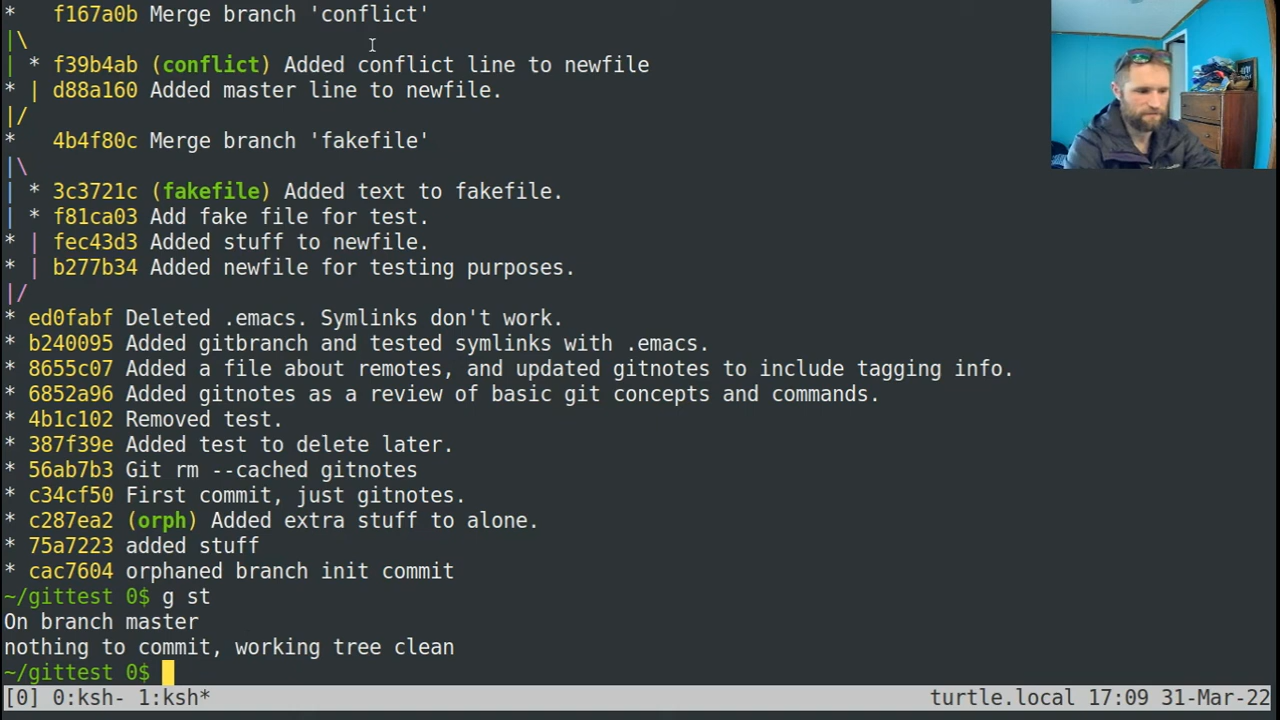 *   f167a0b Merge branch 'conflict'
|\
| * f39b4ab (conflict) Added conflict line to newfile
* | d88a160 Added master line to newfile.
|/
*   4b4f80c Merge branch 'fakefile'
|\
| * 3c3721c (fakefile) Added text to fakefile.
| * f81ca03 Add fake file for test.
* | fec43d3 Added stuff to newfile.
* | b277b34 Added newfile for testing purposes.
|/
* ed0fabf Deleted .emacs. Symlinks don't work.
* b240095 Added gitbranch and tested symlinks with .emacs.
* 8655c07 Added a file about remotes, and updated gitnotes to include tagging info.
* 6852a96 Added gitnotes as a review of basic git concepts and commands.
* 4b1c102 Removed test.
* 387f39e Added test to delete later.
* 56ab7b3 Git rm --cached gitnotes
* c34cf50 First commit, just gitnotes.
* c287ea2 (orph) Added extra stuff to alone.
* 75a7223 added stuff
* cac7604 orphaned branch init commit
~/gittest 0$ g st
On branch master
nothing to commit, working tree clean
~/gittest 0$
[0] 0:ksh- 1:ksh* turtle.local 17:09 31-Mar-22